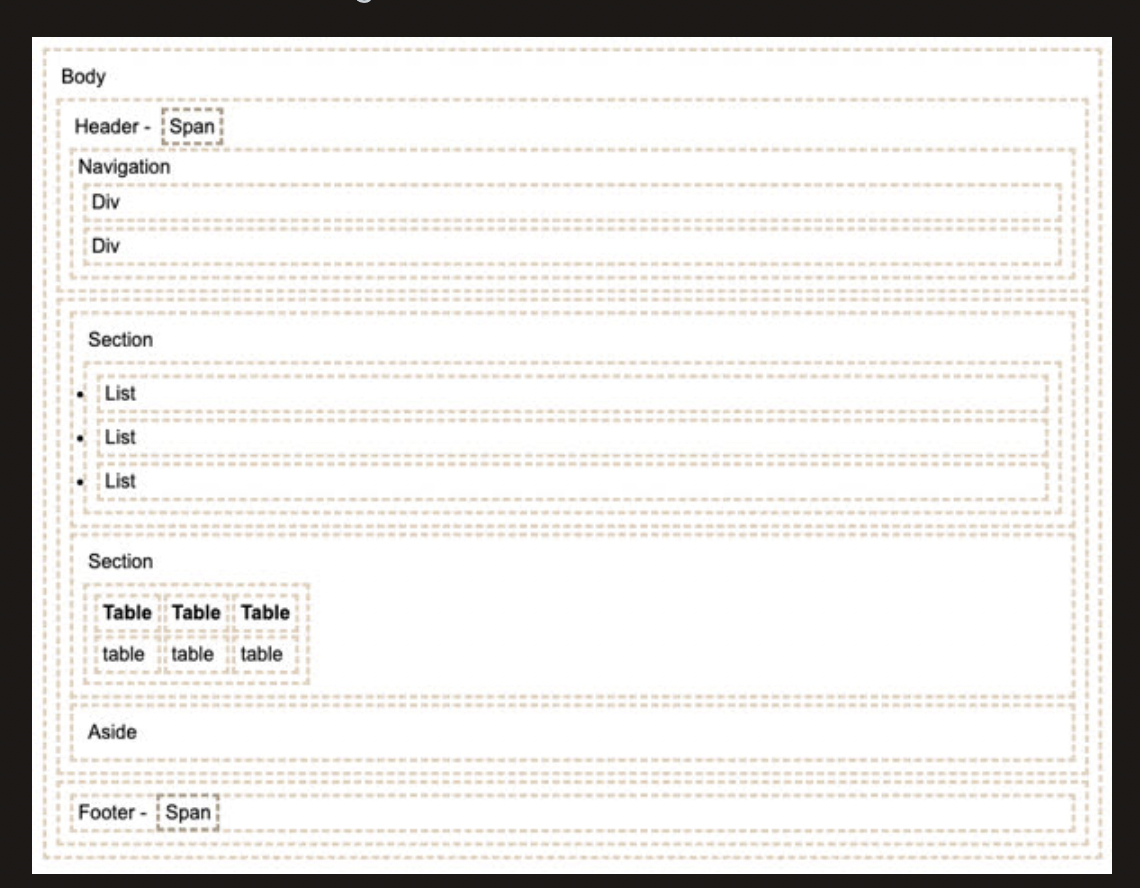 Body
Header - Span
Navigation
Div
Div
Section
List
List
List
Section
Table Table Table
table table table
Aside
Footer - Span